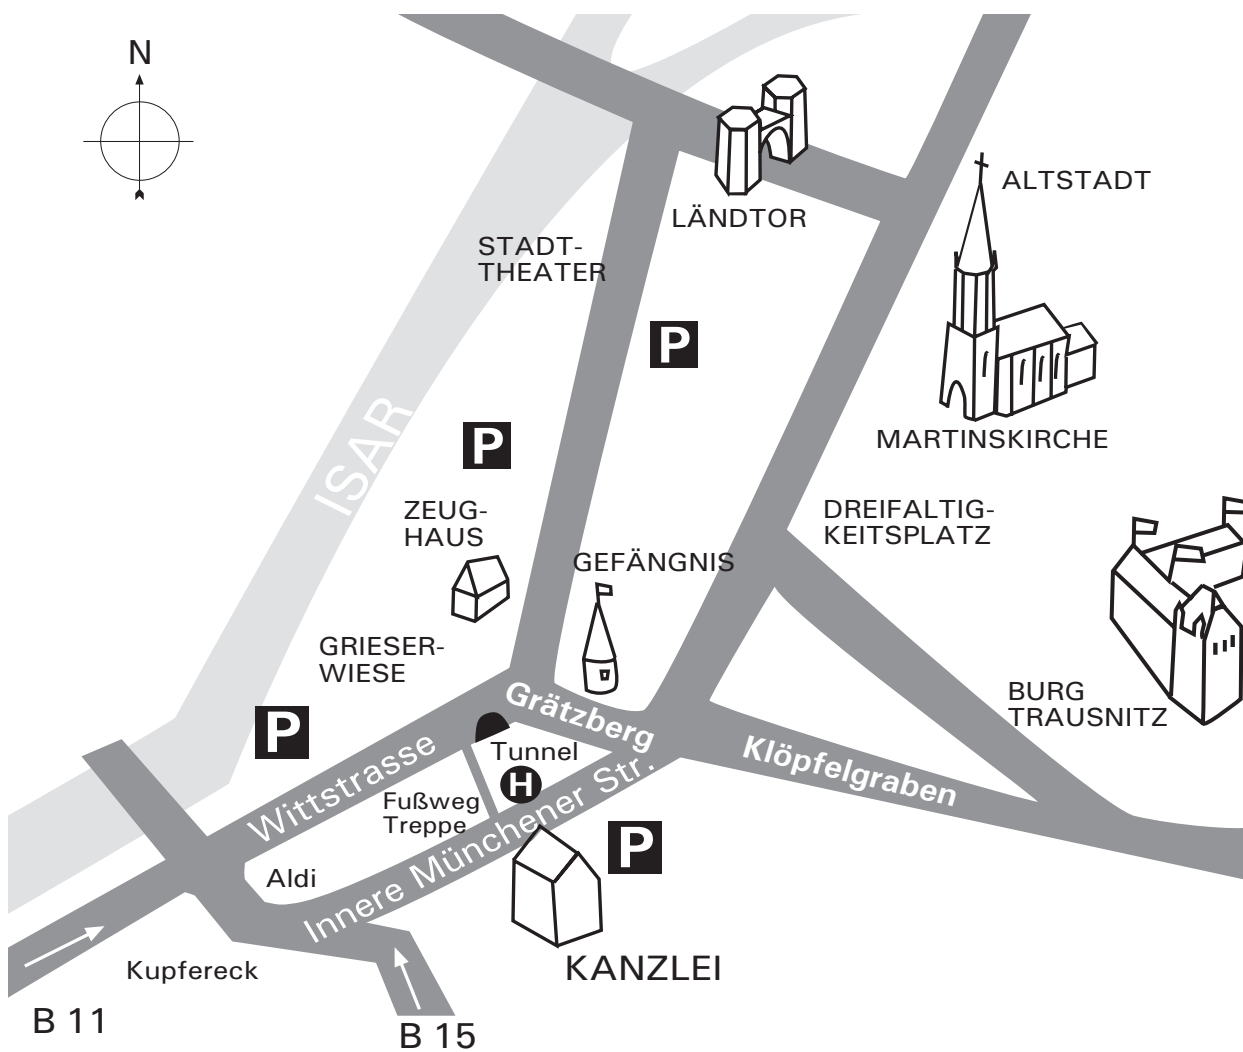 N
ALTSTADT
LÄNDTOR
STADT-
THEATER
P
ISAR
P
MARTINSKIRCHE
ZEUG-
HAUS
DREIFALTIG-
KEITSPLATZ
GEFÄNGNIS
GRIESER-
WIESE
BURG
TRAUSNITZ
P
Grätzberg
Wittstrasse
Tunnel
Klöpfelgraben
H
Fußweg
Treppe
Innere Münchener Str.
P
Aldi
Kupfereck
KANZLEI
B 11
B 15